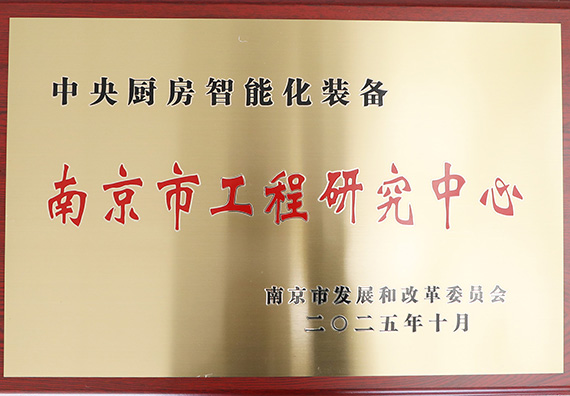 中央厨房智能化装备
南京市工程研究中心
南京市发展和改革委员会
二〇二五年十月